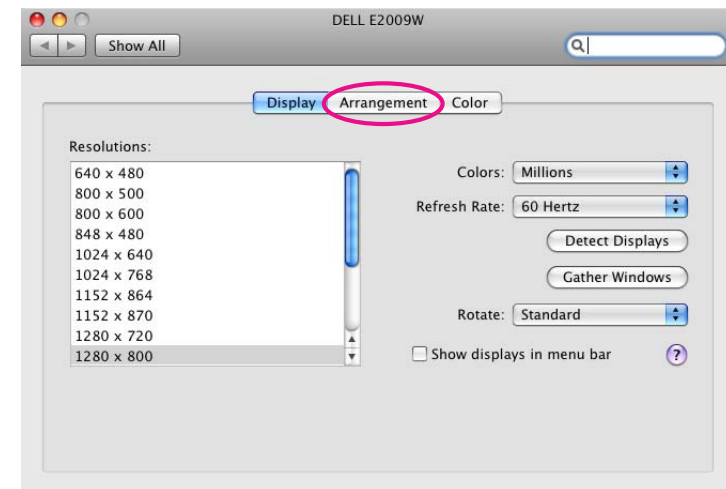 DELL E2009W
Show All
Display Arrangement Color
Resolutions:
640 x 480
800 x 500
800 x 600
848 x 480
1024 x 640
1024 x 768
1152 x 864
1152 x 870
1280 x 720
1280 x 800
Colors: Millions
Refresh Rate: 60 Hertz
Detect Displays
Gather Windows
Rotate: Standard
Show displays in menu bar ?